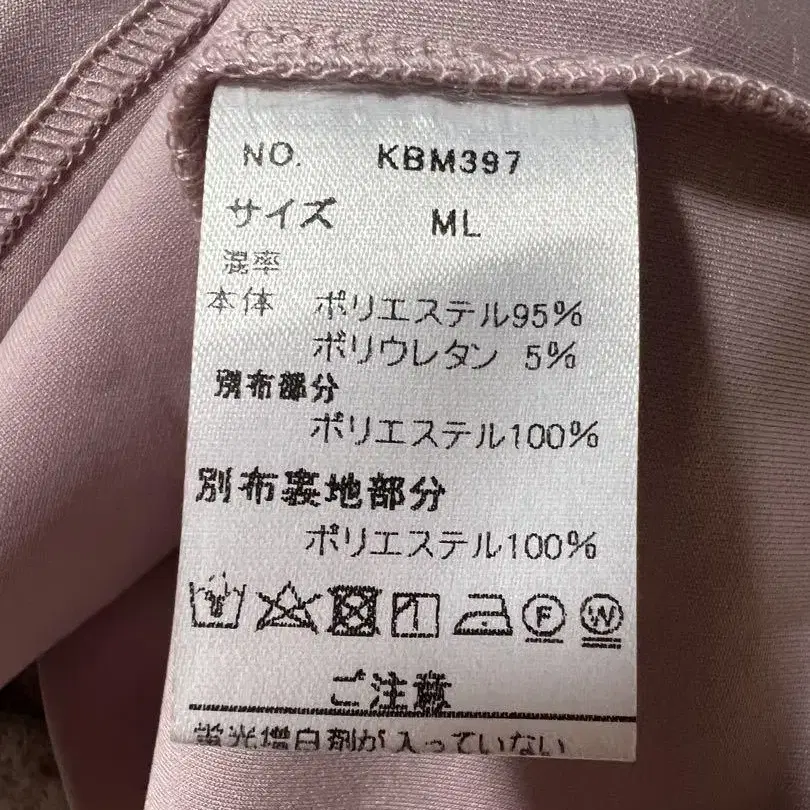 NO. KBM397
サイズ ML
混率
本体 ポリエステル95%
ポリウレタン 5%
別布部分
ポリエステル100%
別布裏地部分
ポリエステル100%
F W
ご注意
蛍光増白剤が入っていない